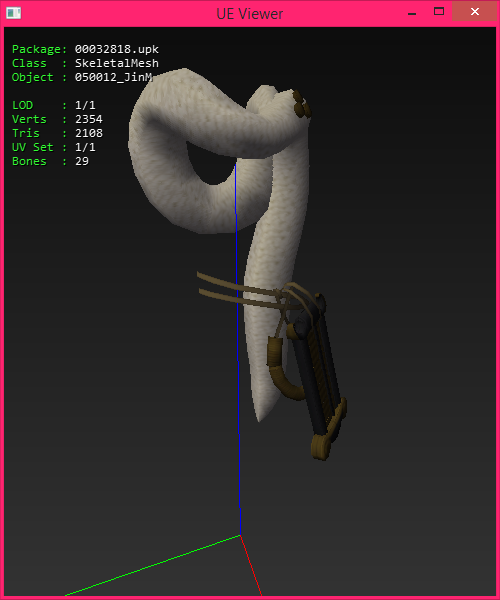 UE Viewer
Package: 00032818.upk
Class  : SkeletalMesh
Object : 050012_JinM
LOD    : 1/1
Verts  : 2354
Tris   : 2108
UV Set : 1/1
Bones  : 29